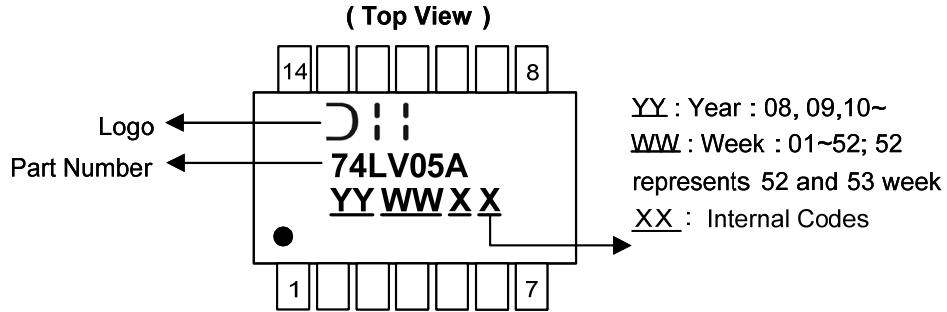 ( Top View )
14
8
Logo
Part Number
74LV05A
YY WW X X
1
7
YY : Year : 08, 09,10~
WW : Week : 01~52; 52
represents 52 and 53 week
XX : Internal Codes